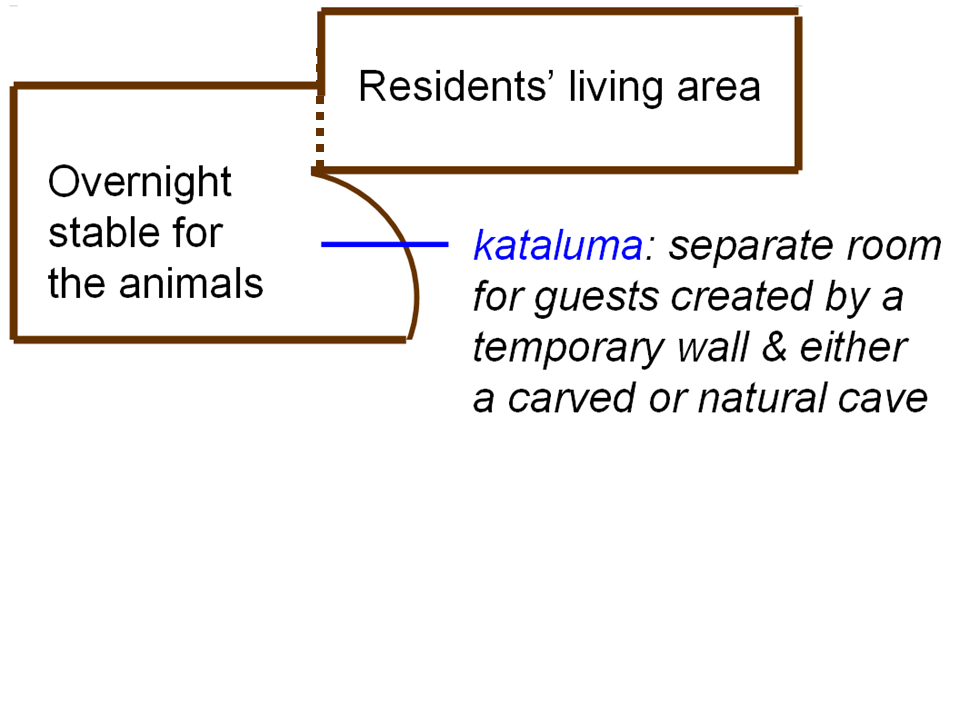 Residents’ living area
Overnight
stable for
the animals
kataluma: separate room
for guests created by a
temporary wall & either
a carved or natural cave